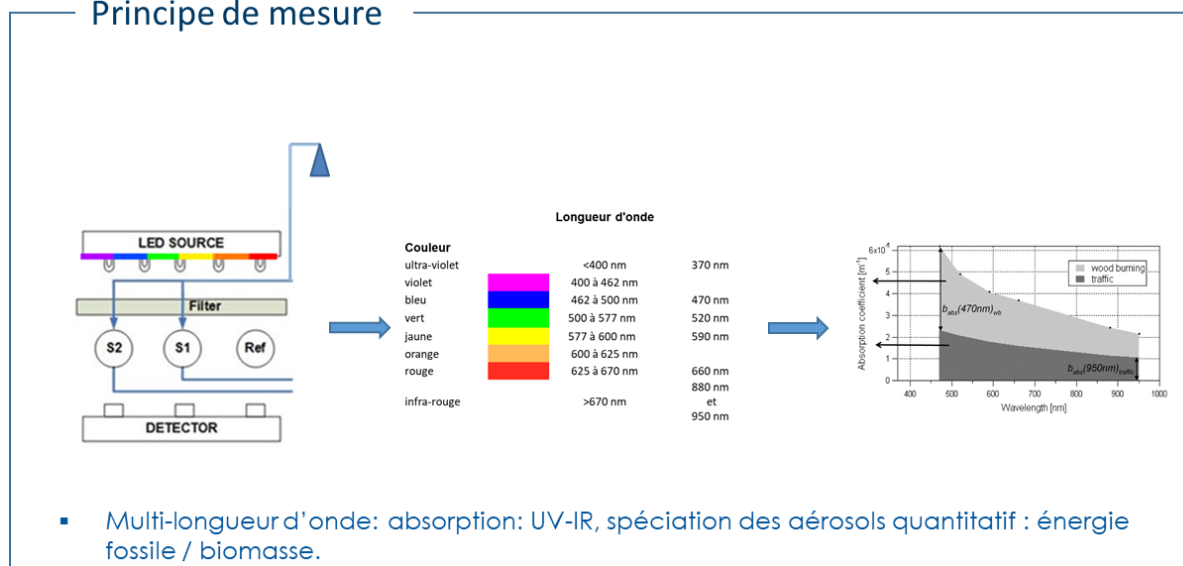 Principe de mesure
LED SOURCE
Filter
S2 S1 Ref
DETECTOR
Longueur d'onde
Couleur
ultra-violet <400 nm 370 nm
violet 400 à 462 nm
bleu 462 à 500 nm 470 nm
vert 500 à 577 nm 520 nm
jaune 577 à 600 nm 590 nm
orange 600 à 625 nm
rouge 625 à 670 nm 660 nm
880 nm
infra-rouge >670 nm et
950 nm
6x10⁻⁵
5
4
3
2
1
0
Absorption coefficient [m⁻¹]
wood burning
traffic
b_abs(470nm)_wb
b_abs(950nm)_traffic
400 500 600 700 800 900 1000
Wavelength [nm]
▪ Multi-longueur d’onde: absorption: UV-IR, spéciation des aérosols quantitatif : énergie
fossile / biomasse.